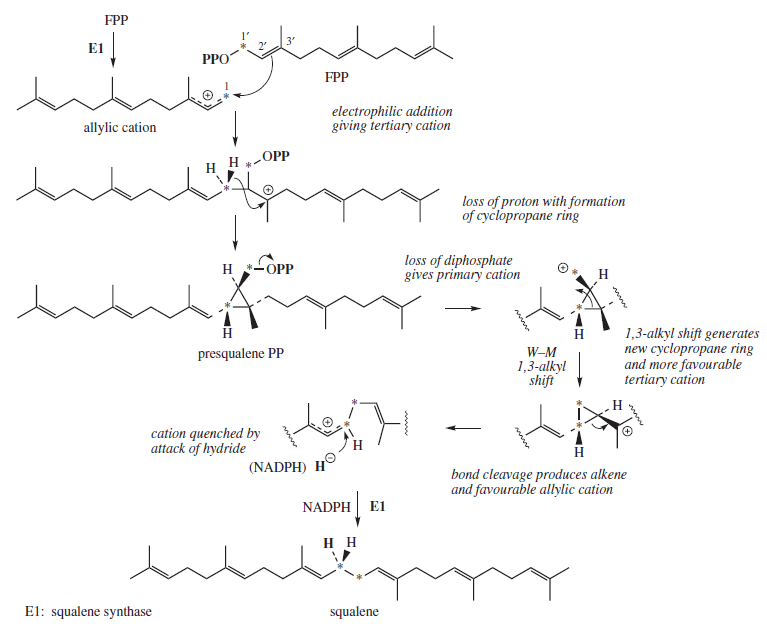 FPP
E1
1'
2'
3'
PPO
FPP
1
allylic cation
electrophilic addition
giving tertiary cation
H H OPP
loss of proton with formation
of cyclopropane ring
H OPP
loss of diphosphate
gives primary cation
H
H
H
presqualene PP
W–M
1,3-alkyl
shift
1,3-alkyl shift generates
new cyclopropane ring
and more favourable
tertiary cation
H
H
cation quenched by
attack of hydride
H
(NADPH) H
bond cleavage produces alkene
and favourable allylic cation
NADPH E1
H H
E1: squalene synthase
squalene